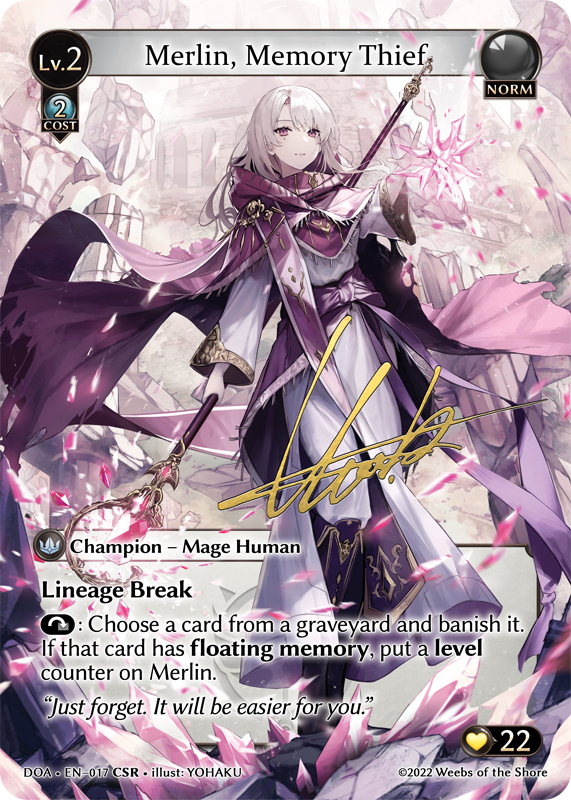 Lv.2
Merlin, Memory Thief
NORM
2
COST
Champion – Mage Human
Lineage Break
: Choose a card from a graveyard and banish it.
If that card has floating memory, put a level
counter on Merlin.
“Just forget. It will be easier for you.”
22
DOA • EN–017 CSR • illust: YOHAKU
©2022 Weebs of the Shore